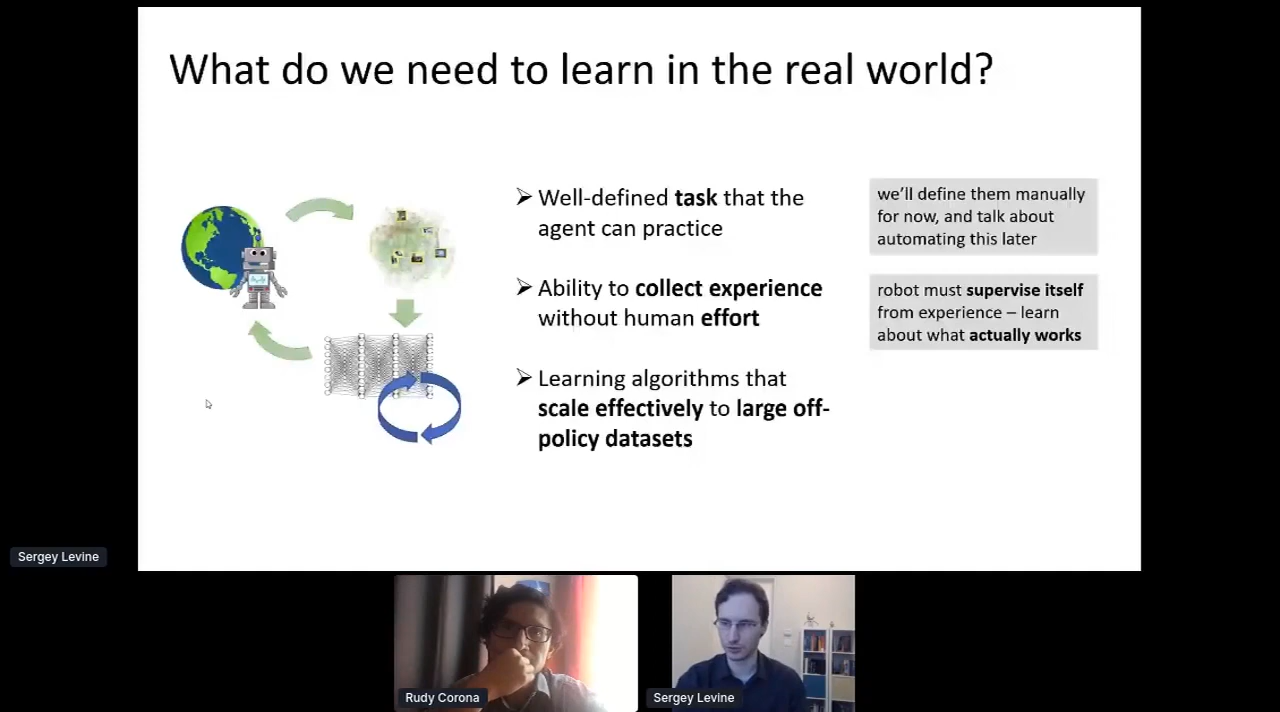 What do we need to learn in the real world?
➢ Well-defined task that the
agent can practice
we'll define them manually
for now, and talk about
automating this later
➢ Ability to collect experience
without human effort
robot must supervise itself
from experience – learn
about what actually works
➢ Learning algorithms that
scale effectively to large off-
policy datasets
Sergey Levine
Rudy Corona
Sergey Levine